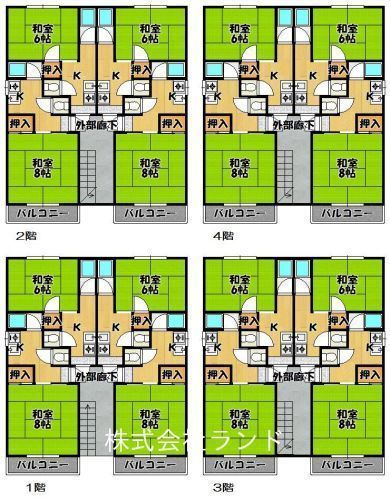 和室 和室
6帖 6帖
押入 K K 押入
K K
押入 外部廊下 押入
和室 和室
8帖 8帖
バルコニー バルコニー
2階
和室 和室
6帖 6帖
押入 K K 押入
K K
押入 外部廊下 押入
和室 和室
8帖 8帖
バルコニー バルコニー
4階
和室 和室
6帖 6帖
K K
押入 外部廊下 押入
和室 和室
8帖 8帖
バルコニー バルコニー
1階
和室 和室
6帖 6帖
K K
押入 外部廊下 押入
和室 和室
8帖 8帖
バルコニー バルコニー
3階
株式会社ランド